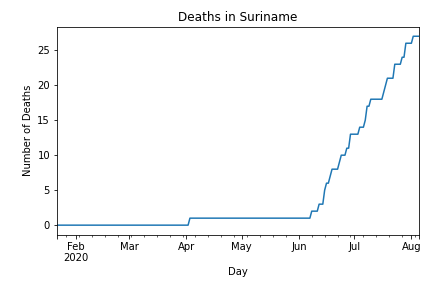 Deaths in Suriname
Number of Deaths
25
20
15
10
5
0
Feb
2020
Mar
Apr
May
Jun
Jul
Aug
Day